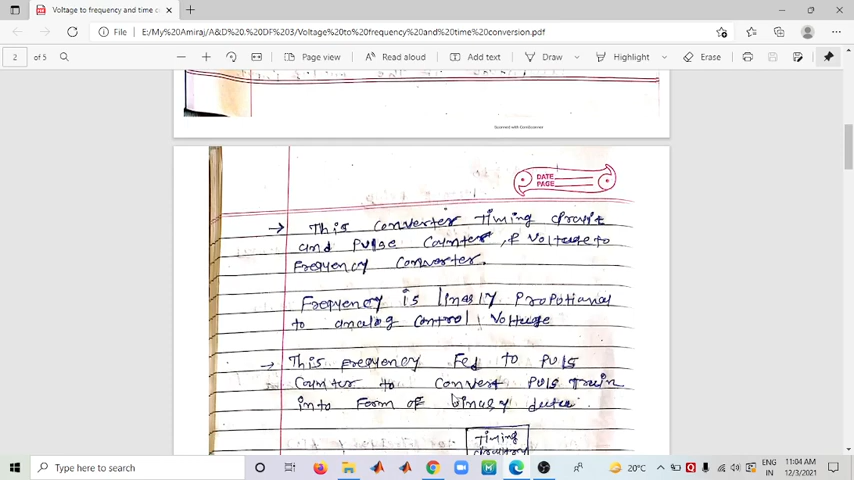 Voltage to frequency and time c
File
E:/My%20Amiraj/A&D%20.%20DF%203/Voltage%20to%20frequency%20and%20time%20conversion.pdf
2 of 5
Page view
Read aloud
Add text
Draw
Highlight
Erase
Scanned with CamScanner
DATE
PAGE
→ This converter timing circuit
and pulse counter, & voltage to
Frequency converter.
Frequency is linearly propotional
to analog control voltage
→ This frequency Fed to puls
counter to convert puls train
into form of binary data.
Timing
circuitry
Type here to search
20°C
ENG
IN
11:04 AM
12/3/2021